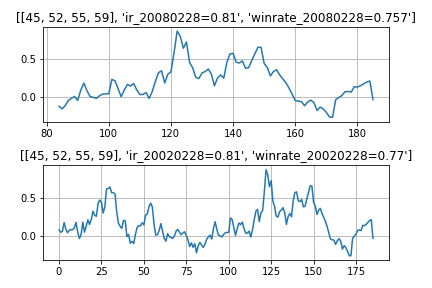 [[45, 52, 55, 59], 'ir_20080228=0.81', 'winrate_20080228=0.757']
0.5
0.0
80 100 120 140 160 180
[[45, 52, 55, 59], 'ir_20020228=0.81', 'winrate_20020228=0.77']
0.5
0.0
0 25 50 75 100 125 150 175